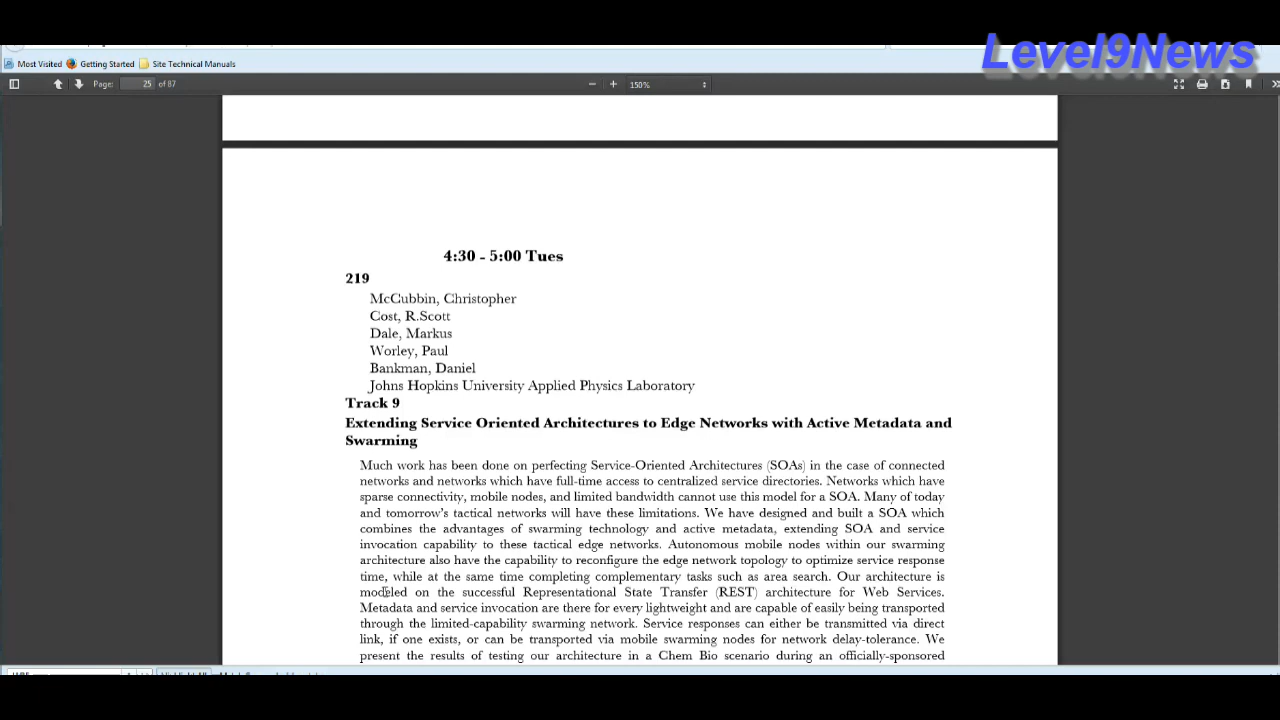 Level9News
Most Visited Getting Started Site Technical Manuals
Page: 25 of 87 150%
4:30 - 5:00 Tues
219
McCubbin, Christopher
Cost, R.Scott
Dale, Markus
Worley, Paul
Bankman, Daniel
Johns Hopkins University Applied Physics Laboratory
Track 9
Extending Service Oriented Architectures to Edge Networks with Active Metadata and
Swarming
Much work has been done on perfecting Service-Oriented Architectures (SOAs) in the case of connected
networks and networks which have full-time access to centralized service directories. Networks which have
sparse connectivity, mobile nodes, and limited bandwidth cannot use this model for a SOA. Many of today
and tomorrow's tactical networks will have these limitations. We have designed and built a SOA which
combines the advantages of swarming technology and active metadata, extending SOA and service
invocation capability to these tactical edge networks. Autonomous mobile nodes within our swarming
architecture also have the capability to reconfigure the edge network topology to optimize service response
time, while at the same time completing complementary tasks such as area search. Our architecture is
modeled on the successful Representational State Transfer (REST) architecture for Web Services.
Metadata and service invocation are there for every lightweight and are capable of easily being transported
through the limited-capability swarming network. Service responses can either be transmitted via direct
link, if one exists, or can be transported via mobile swarming nodes for network delay-tolerance. We
present the results of testing our architecture in a Chem Bio scenario during an officially-sponsored